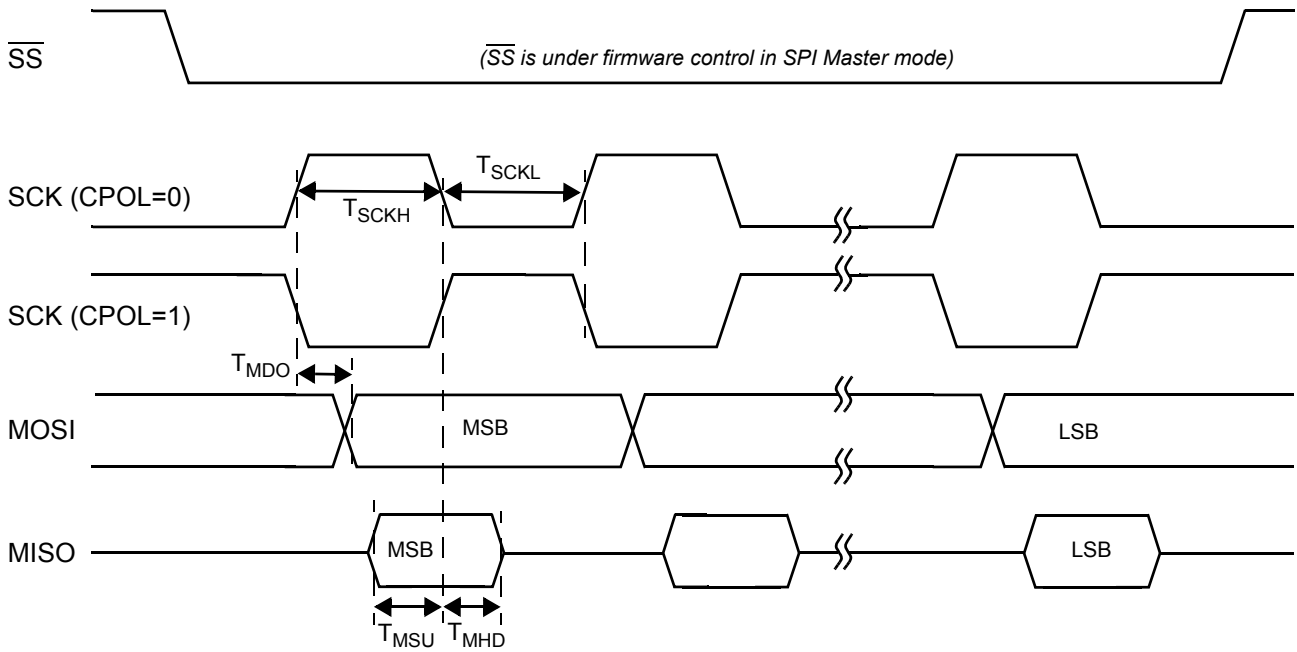 SS
(SS is under firmware control in SPI Master mode)
SCK (CPOL=0)
TSCKH
TSCKL
SCK (CPOL=1)
TMDO
MOSI
MSB
LSB
MISO
MSB
LSB
TMSU
TMHD